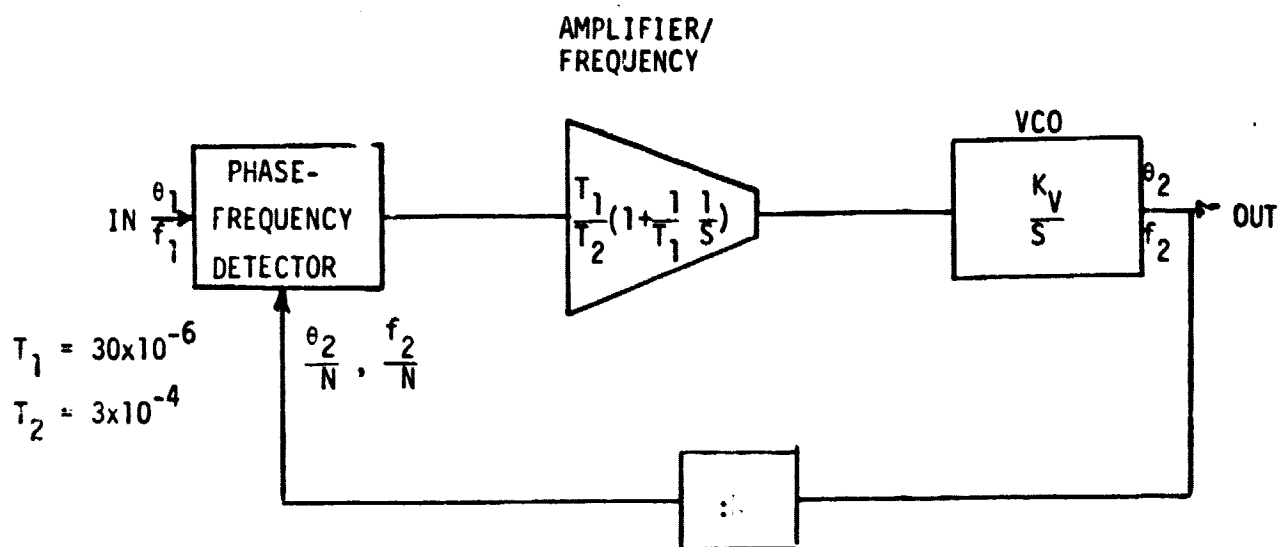 AMPLIFIER/
FREQUENCY
VCO
PHASE-
FREQUENCY
DETECTOR
IN θ1/f1
T1/T2(1+1/T1 1/S)
KV/S
θ2
f2
OUT
T1 = 30x10^-6
T2 = 3x10^-4
θ2/N , f2/N
: